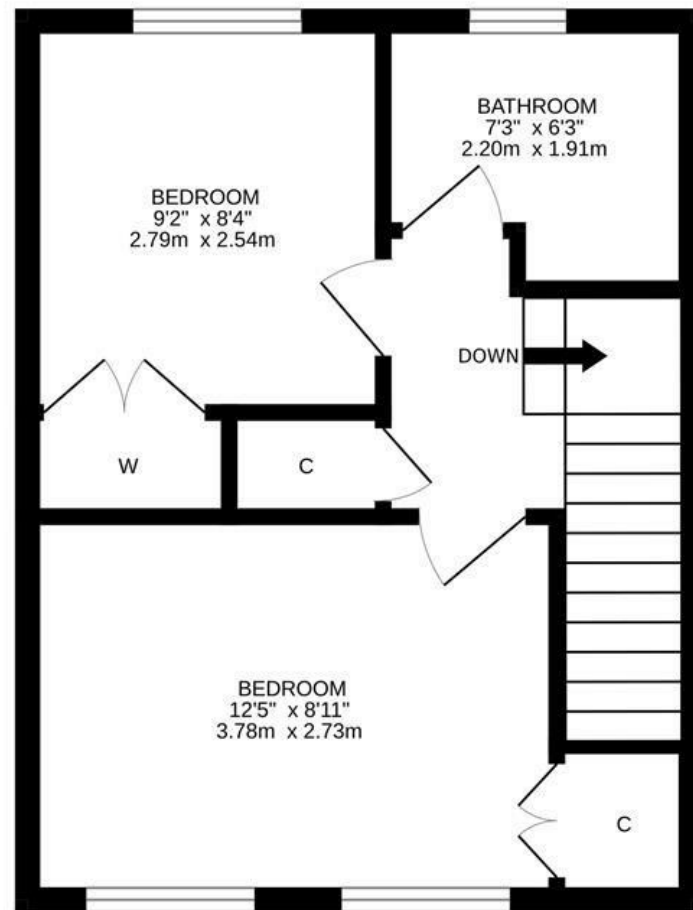 BATHROOM
7'3" x 6'3"
2.20m x 1.91m
BEDROOM
9'2" x 8'4"
2.79m x 2.54m
DOWN
W
C
BEDROOM
12'5" x 8'11"
3.78m x 2.73m
C